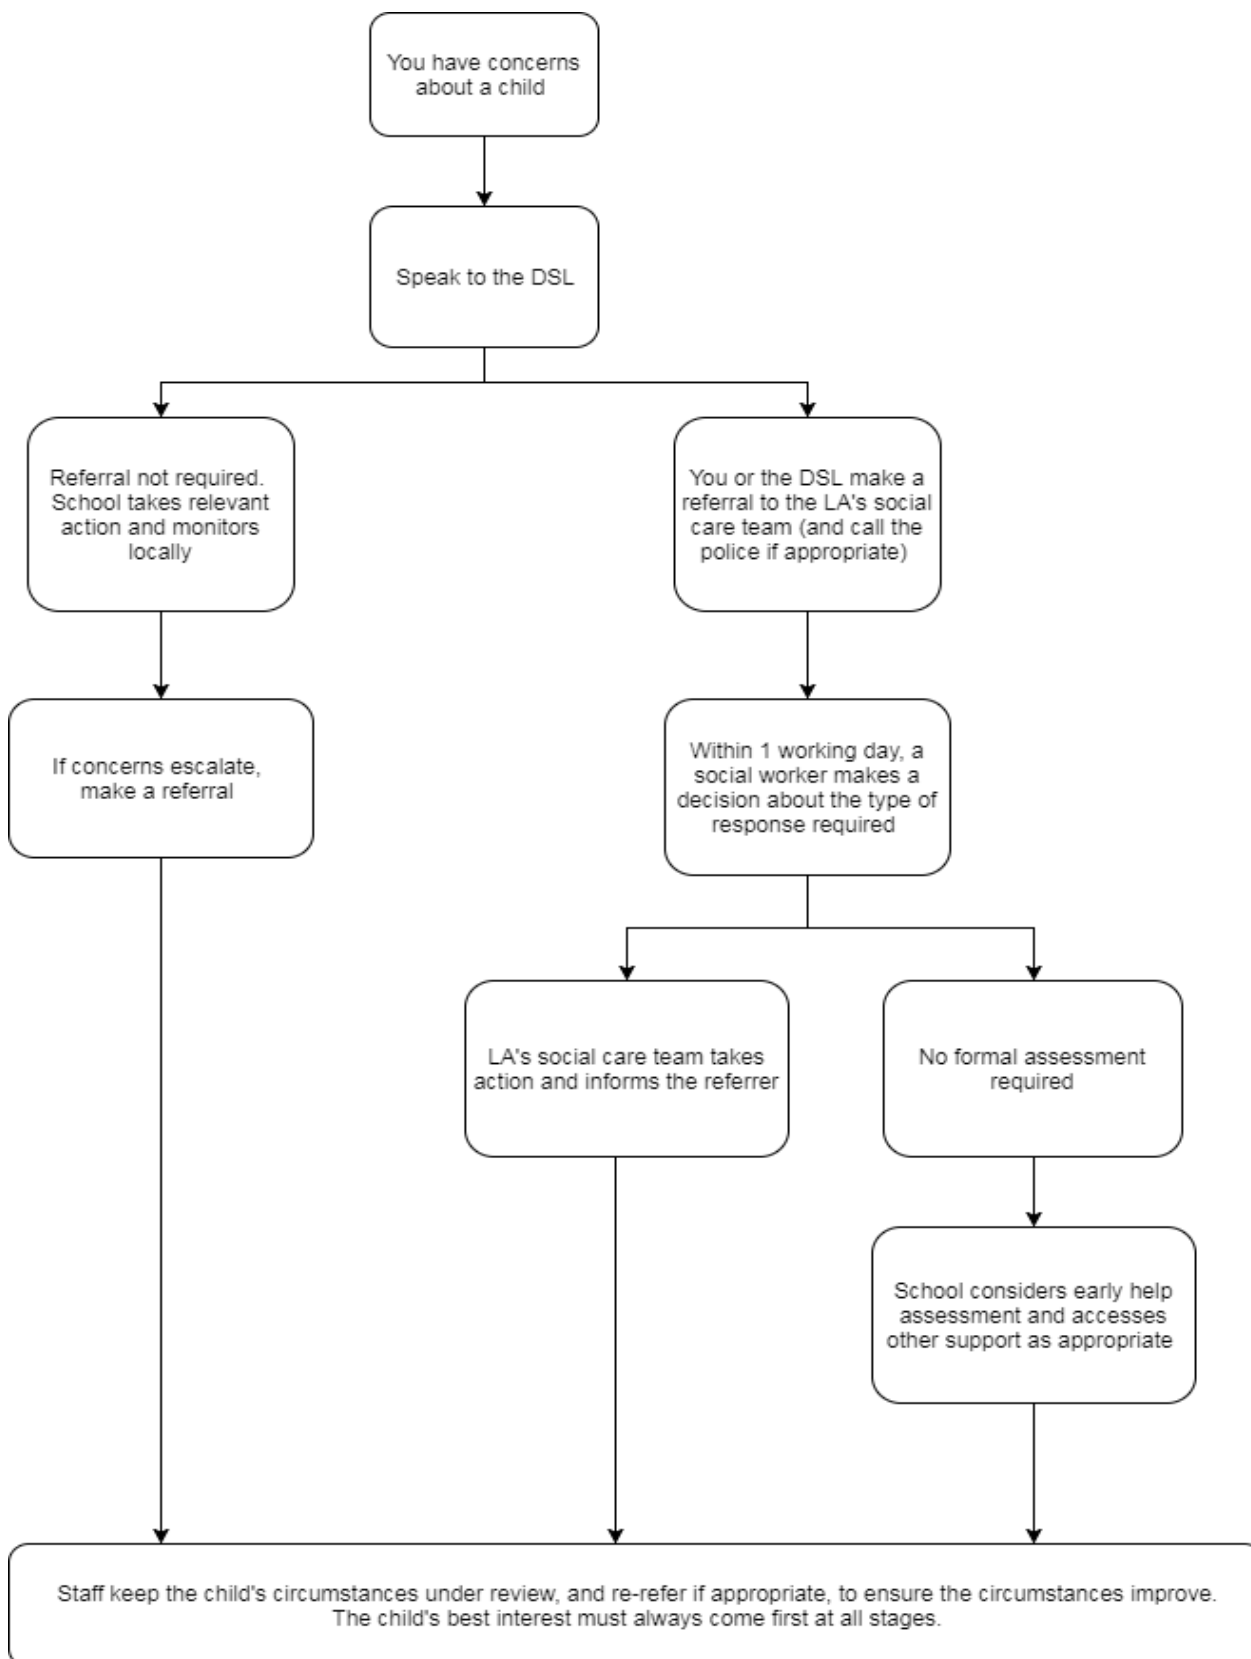 You have concerns
about a child
Speak to the DSL
Referral not required.
School takes relevant
action and monitors
locally
You or the DSL make a
referral to the LA's social
care team (and call the
police if appropriate)
If concerns escalate,
make a referral
Within 1 working day, a
social worker makes a
decision about the type of
response required
LA's social care team takes
action and informs the referrer
No formal assessment
required
School considers early help
assessment and accesses
other support as appropriate
Staff keep the child's circumstances under review, and re-refer if appropriate, to ensure the circumstances improve.
The child's best interest must always come first at all stages.